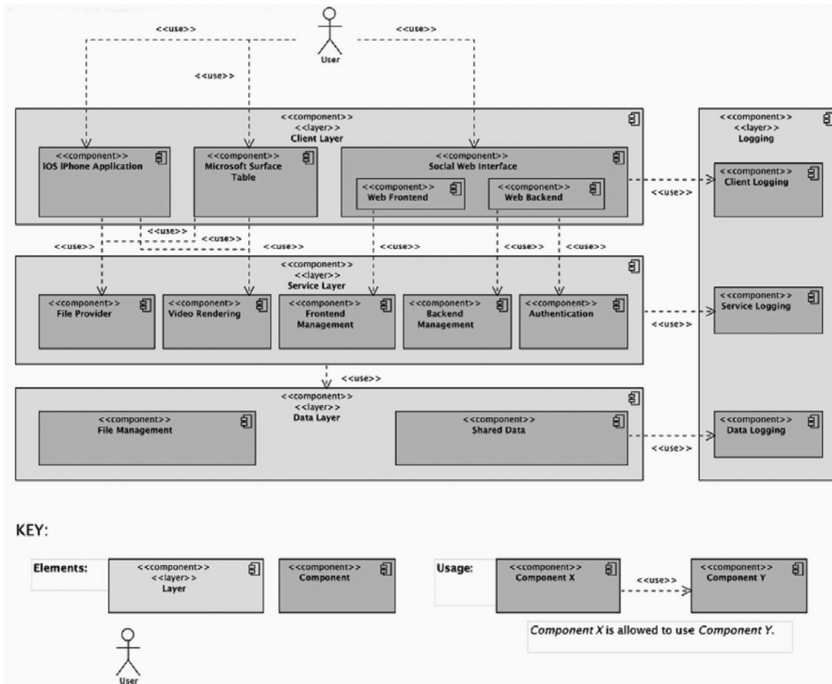 <<use>>
<<use>>
<<use>>
User
<<component>>
<<layer>>
Client Layer
<<component>>
<<layer>>
Logging
<<component>>
iOS iPhone Application
<<component>>
Microsoft Surface
Table
<<component>>
Social Web Interface
<<component>>
Web Frontend
<<component>>
Web Backend
<<use>>
<<component>>
Client Logging
<<use>>
<<use>>
<<use>>
<<use>>
<<use>>
<<use>>
<<use>>
<<component>>
<<layer>>
Service Layer
<<component>>
File Provider
<<component>>
Video Rendering
<<component>>
Frontend
Management
<<component>>
Backend
Management
<<component>>
Authentication
<<use>>
<<component>>
Service Logging
<<use>>
<<component>>
<<layer>>
Data Layer
<<component>>
File Management
<<component>>
Shared Data
<<use>>
<<component>>
Data Logging
KEY:
Elements:
<<component>>
<<layer>>
Layer
<<component>>
Component
Usage:
<<component>>
Component X
<<use>>
<<component>>
Component Y
Component X is allowed to use Component Y.
User